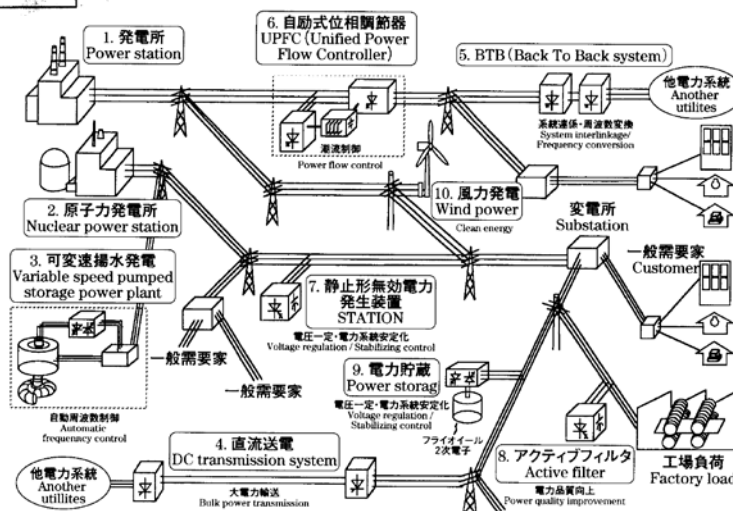 1. 発電所
Power station
6. 自励式位相調節器
UPFC (Unified Power
Flow Controller)
潮流制御
Power flow control
5. BTB (Back To Back system)
系統連係・周波数変換
System interlinkage/
Frequency conversion
他電力系統
Another
utilites
2. 原子力発電所
Nuclear power station
10. 風力発電
Wind power
Clean energy
変電所
Substation
一般需要家
Customer
3. 可変速揚水発電
Variable speed pumped
storage power plant
自動周波数制御
Automatic
frequenacy control
7. 静止形無効電力
発生装置
STATION
電圧一定・電力系統安定化
Voltage regulation / Stabilizing control
一般需要家
一般需要家
9. 電力貯蔵
Power storag
電圧一定・電力系統安定化
Voltage regulation /
Stabilizing control
フライオイール
2次電子
4. 直流送電
DC transmission system
大電力輸送
Bulk power transmission
他電力系統
Another
utillites
8. アクティブフィルタ
Active filter
電力品質向上
Power quality improvement
工場負荷
Factory load